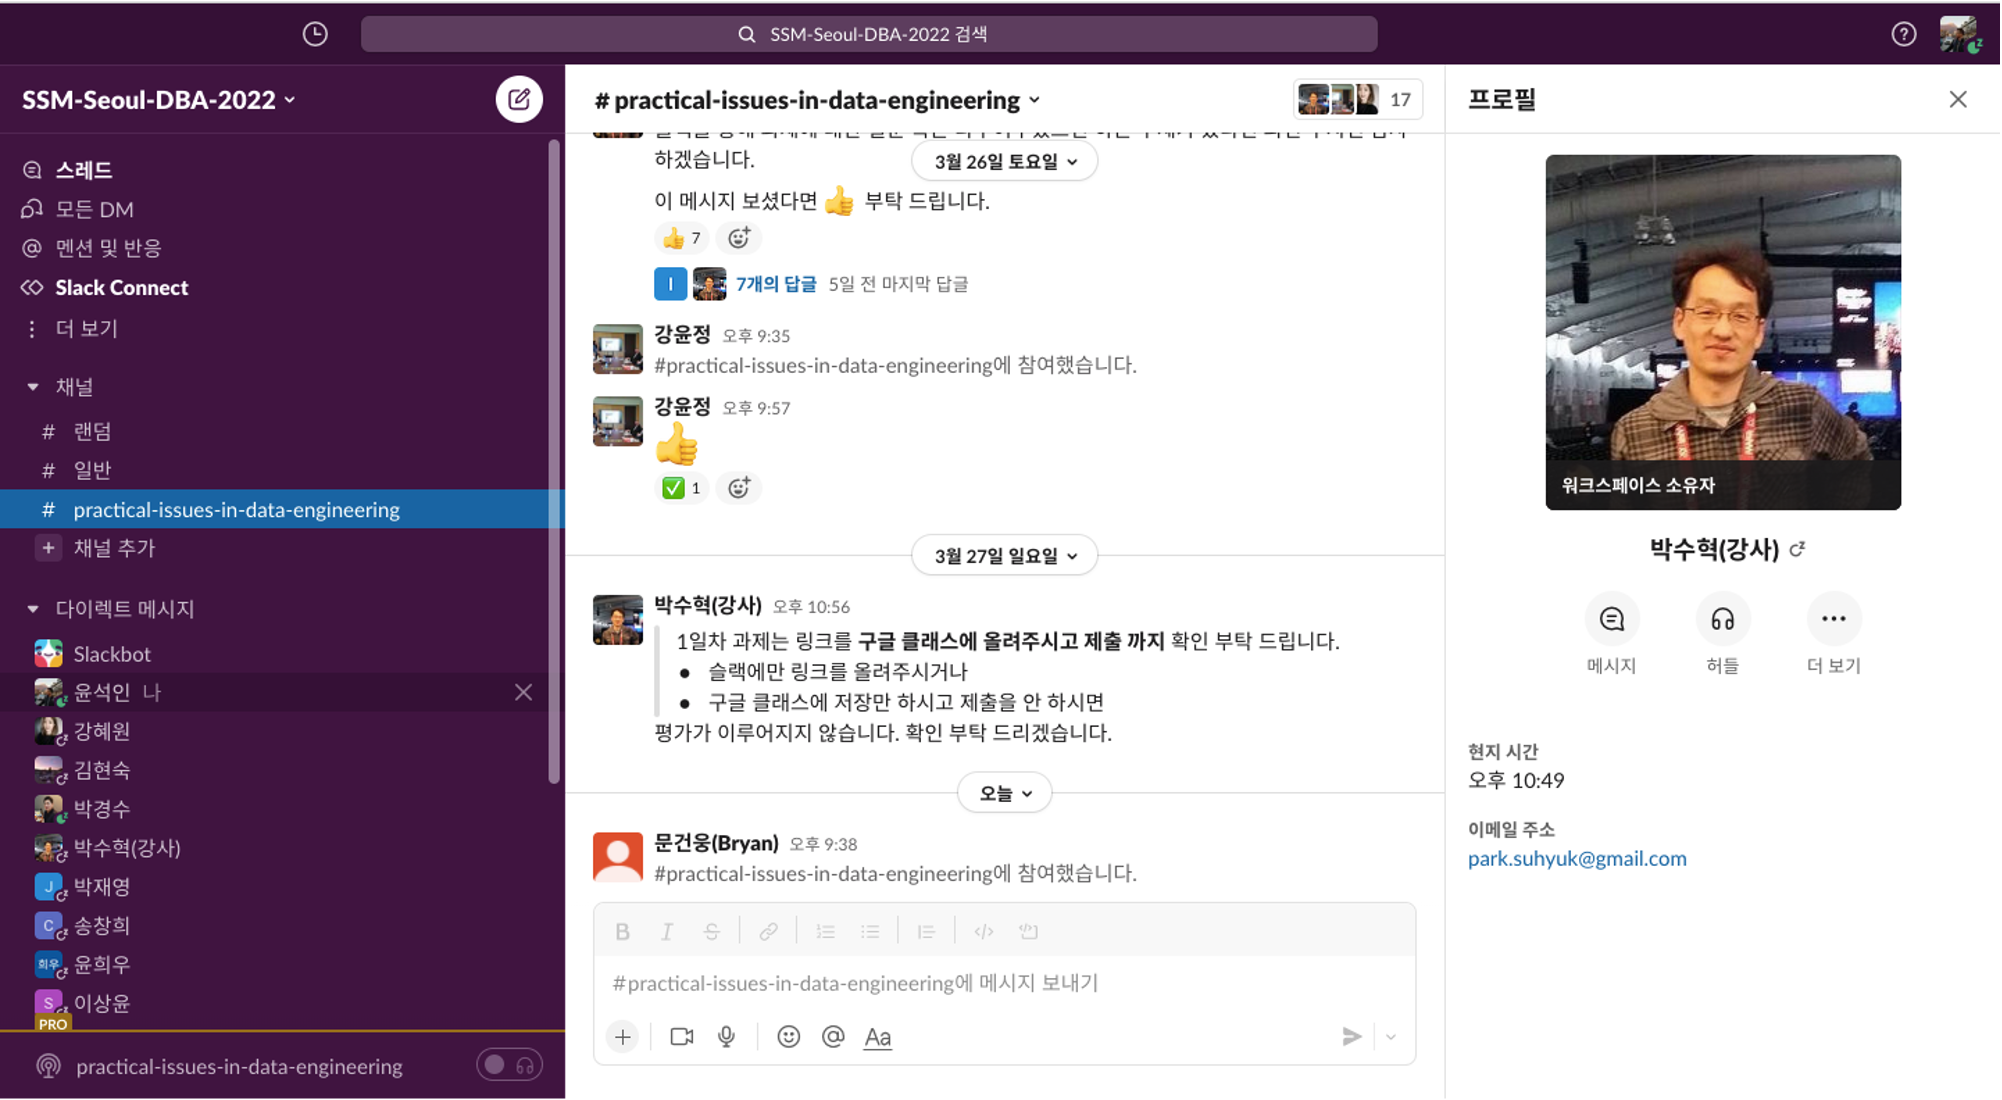 SSM-Seoul-DBA-2022 검색
SSM-Seoul-DBA-2022
스레드
모든 DM
멘션 및 반응
Slack Connect
더 보기
채널
# 랜덤
# 일반
# practical-issues-in-data-engineering
+ 채널 추가
다이렉트 메시지
Slackbot
윤석인 나
강혜원
김현숙
박경수
박수혁(강사)
J 박재영
C 송창희
희우 윤희우
S 이상윤
PRO
practical-issues-in-data-engineering
# practical-issues-in-data-engineering
17
하겠습니다.
3월 26일 토요일
이 메시지 보셨다면 👍 부탁 드립니다.
👍 7
I 7개의 답글 5일 전 마지막 답글
강윤정 오후 9:35
#practical-issues-in-data-engineering에 참여했습니다.
강윤정 오후 9:57
👍
✅ 1
3월 27일 일요일
박수혁(강사) 오후 10:56
1일차 과제는 링크를 구글 클래스에 올려주시고 제출 까지 확인 부탁 드립니다.
● 슬랙에만 링크를 올려주시거나
● 구글 클래스에 저장만 하시고 제출을 안 하시면
평가가 이루어지지 않습니다. 확인 부탁 드리겠습니다.
오늘
문건웅(Bryan) 오후 9:38
#practical-issues-in-data-engineering에 참여했습니다.
B I S
#practical-issues-in-data-engineering에 메시지 보내기
+ @ Aa
프로필
워크스페이스 소유자
박수혁(강사)
메시지 허들 더 보기
현지 시간
오후 10:49
이메일 주소
park.suhyuk@gmail.com